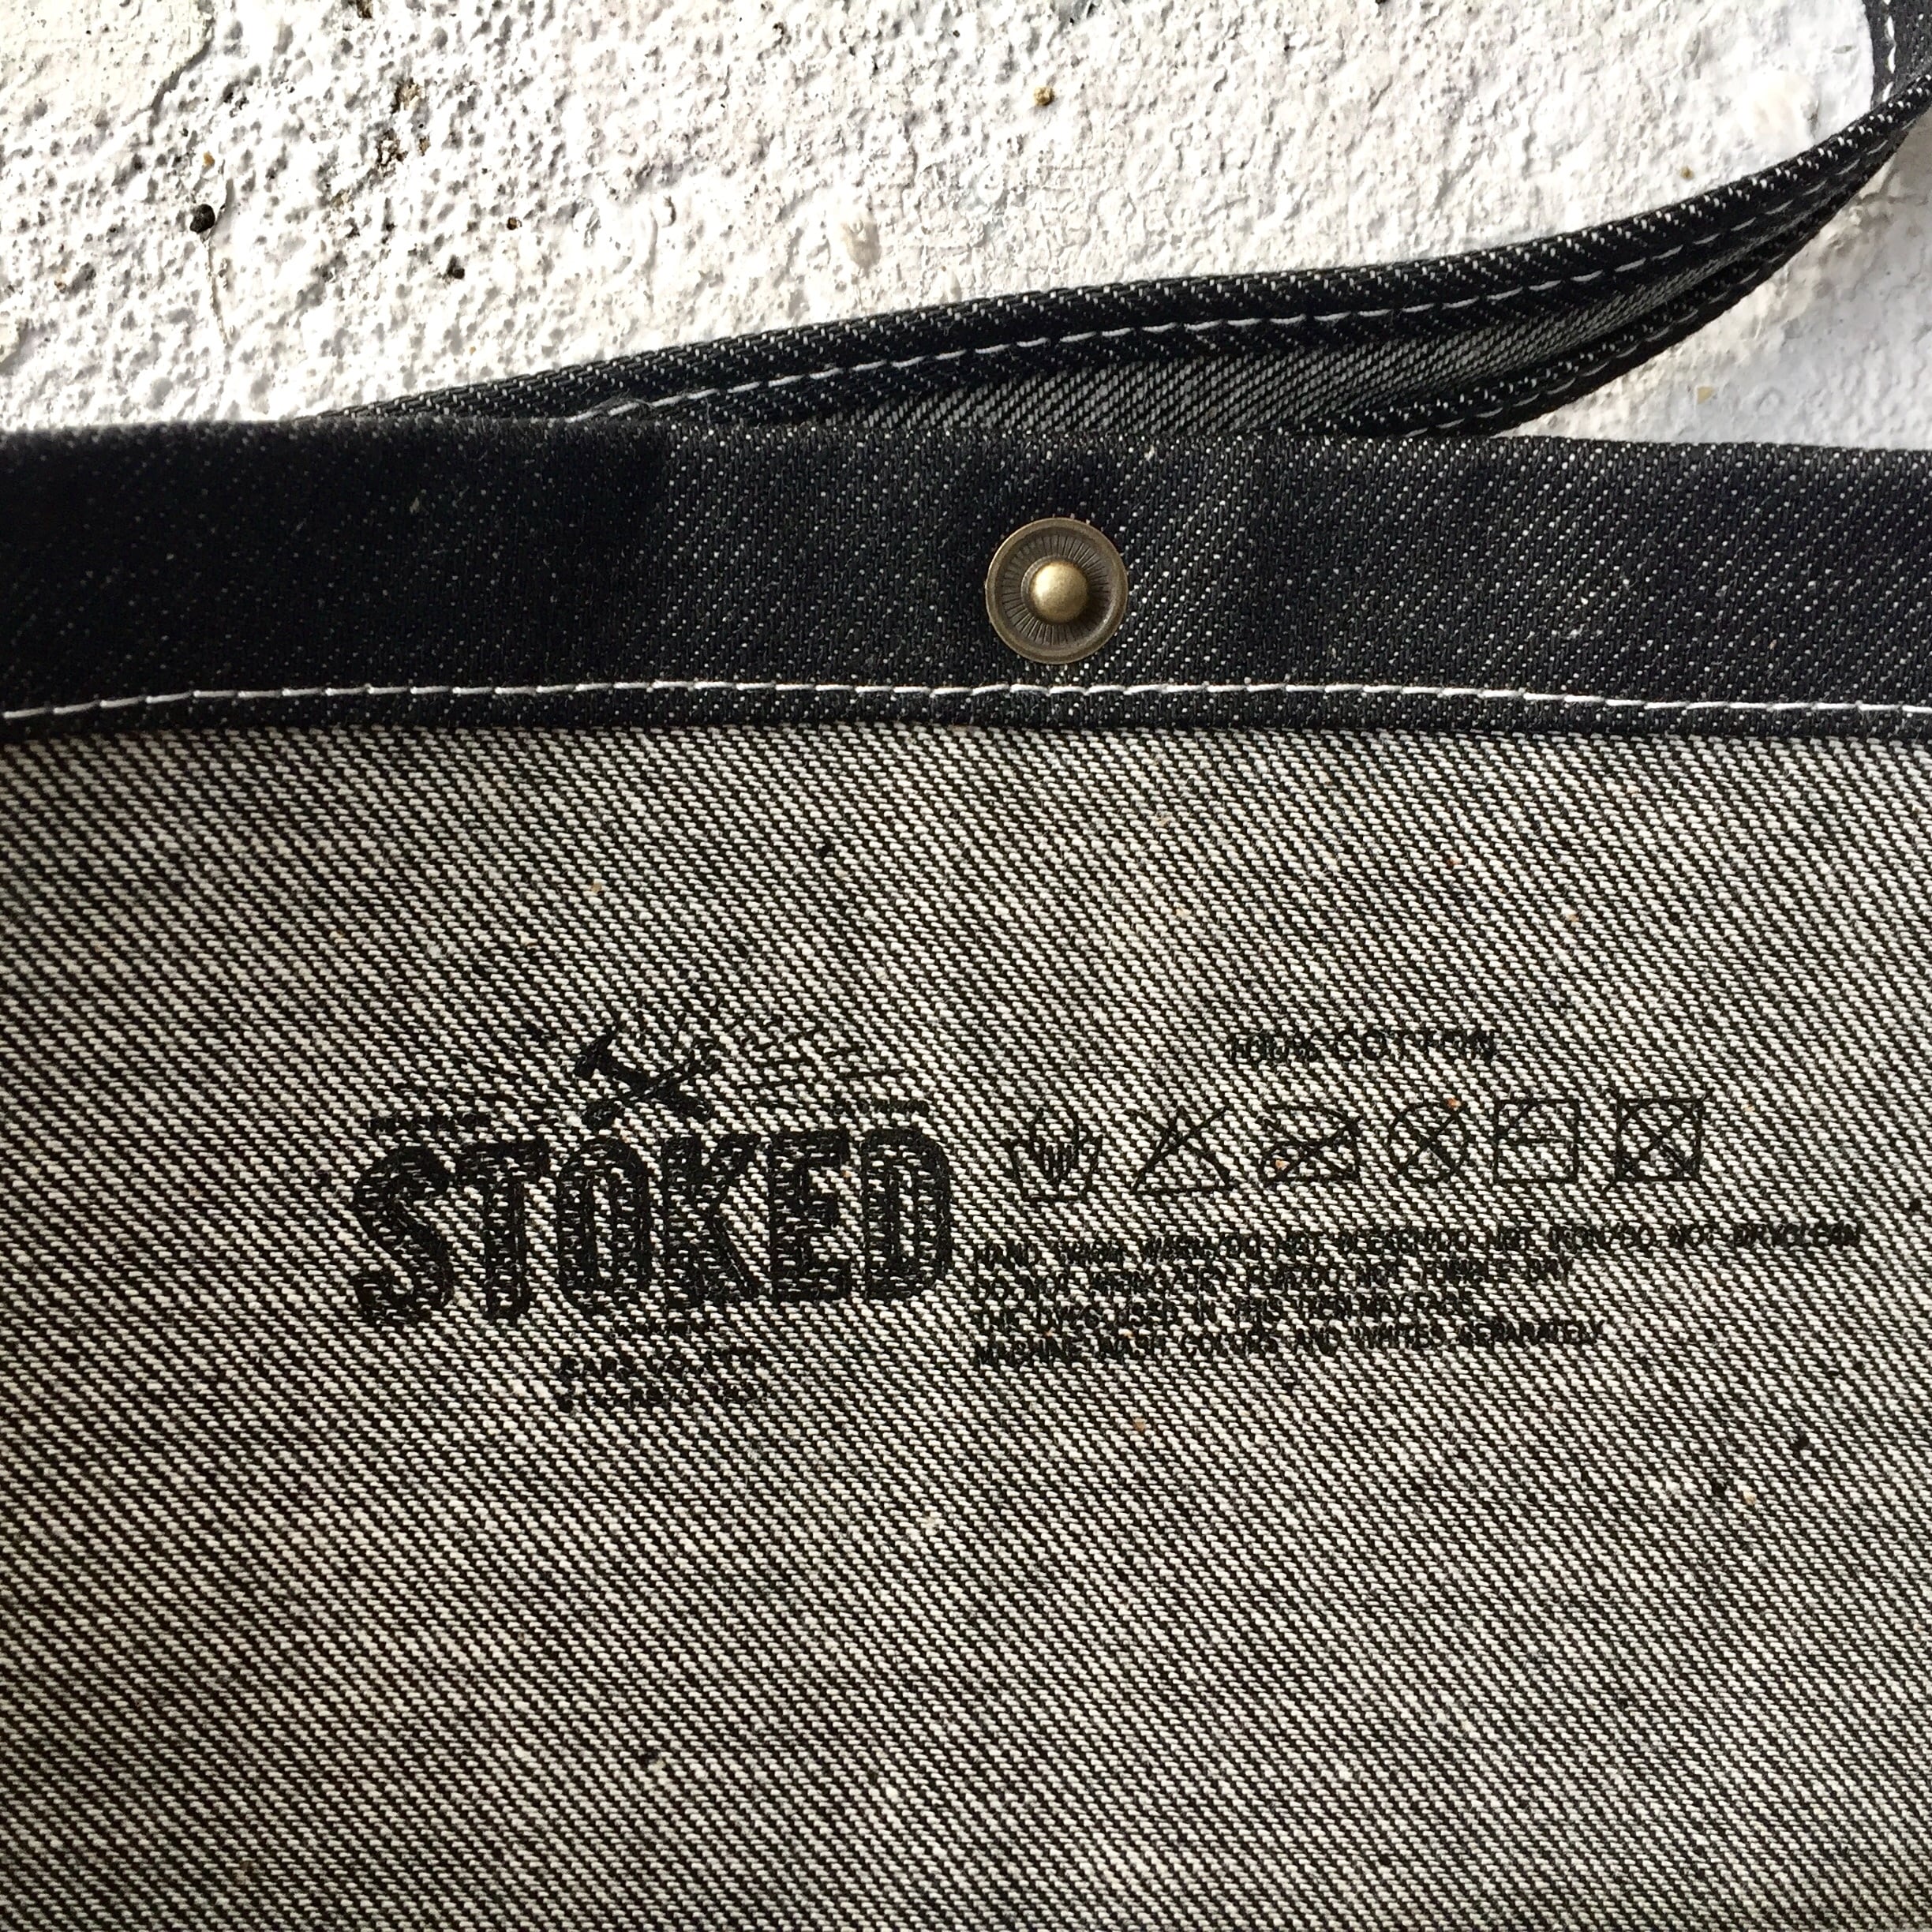 STOKED
100% COTTON
HAND WASH WARM/DO NOT BLEACH/DO NOT IRON/DO NOT DRYCLEAN
DO NOT WRING/DRY FLAT/DO NOT TUMBLE DRY
THE DYES USED IN THIS ITEM MAY FADE
MACHINE WASH COLORS AND WHITES SEPARATELY